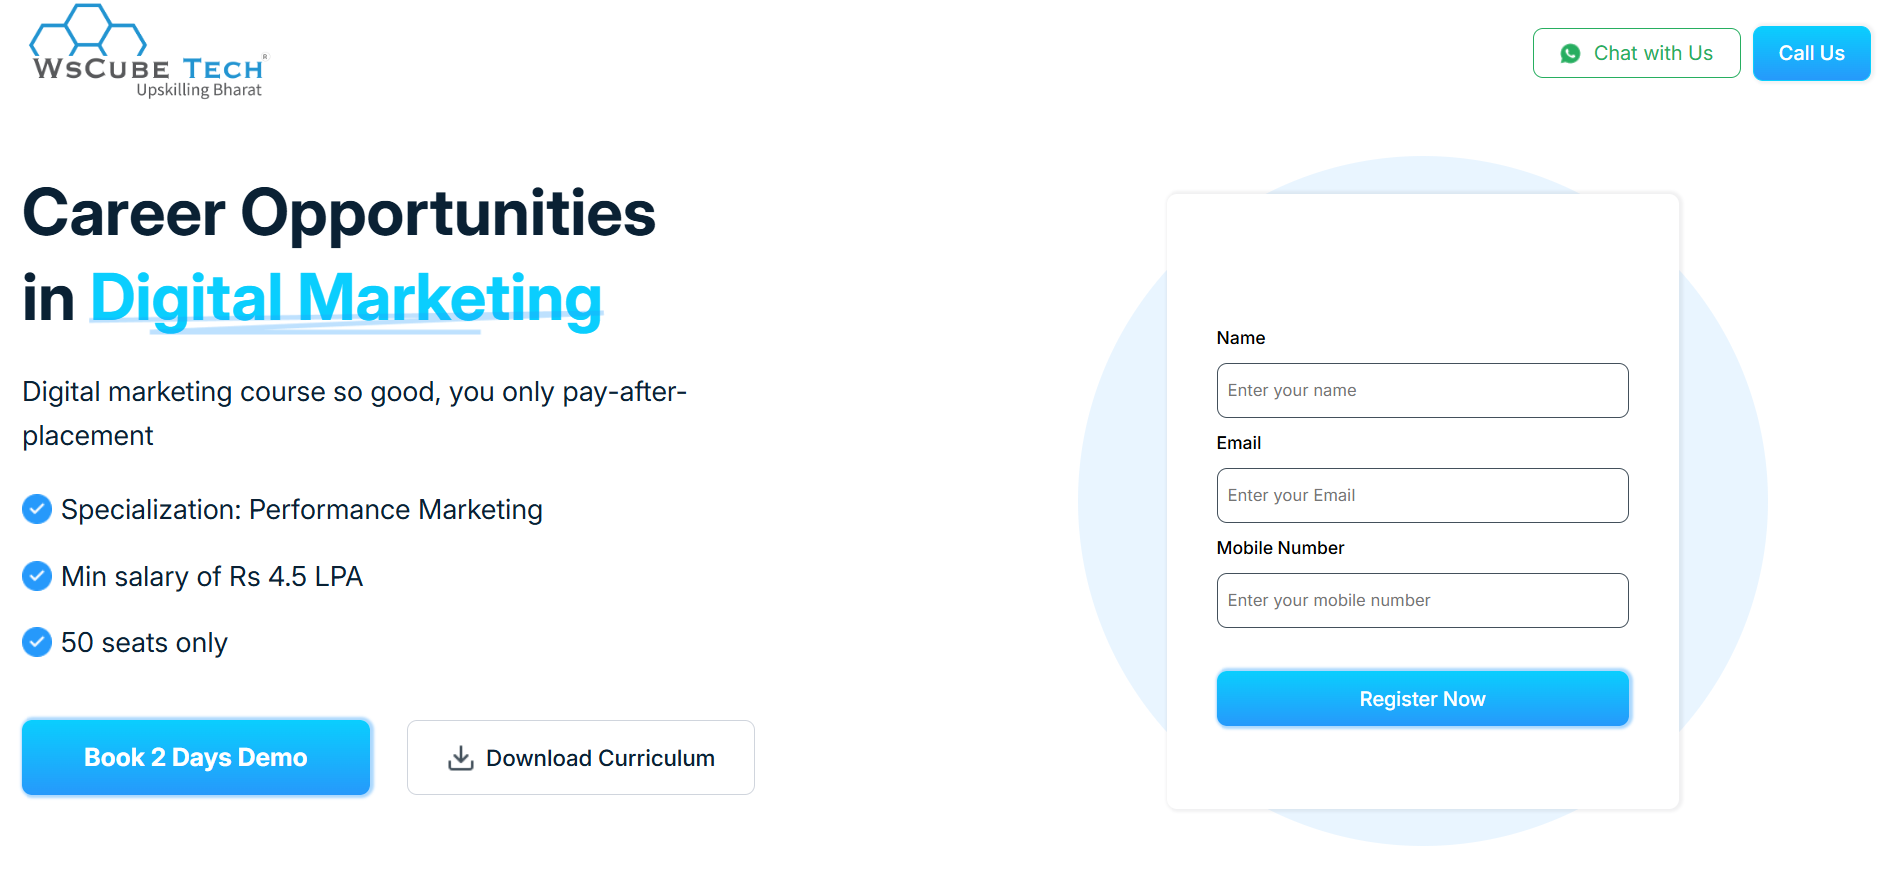 WsCube Tech®
Upskilling Bharat
Chat with Us
Call Us
Career Opportunities
in Digital Marketing
Digital marketing course so good, you only pay-after-
placement
Specialization: Performance Marketing
Min salary of Rs 4.5 LPA
50 seats only
Book 2 Days Demo
Download Curriculum
Name
Enter your name
Email
Enter your Email
Mobile Number
Enter your mobile number
Register Now